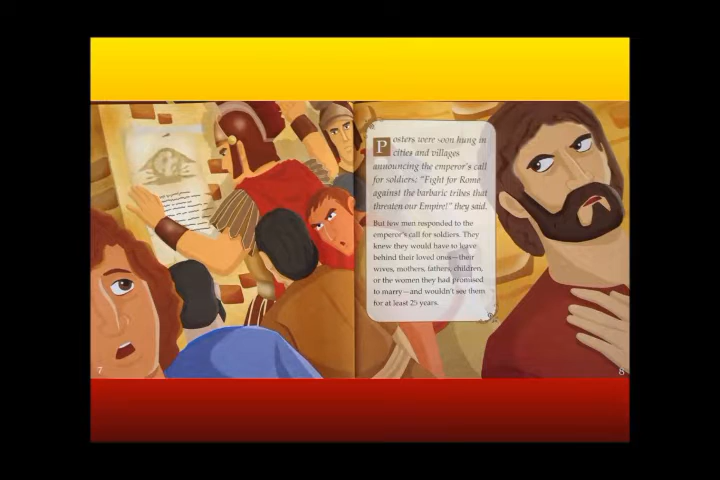 Posters were soon hung in
cities and villages
announcing the emperor's call
for soldiers: "Fight for Rome
against the barbaric tribes that
threaten our Empire!" they said.
But few men responded to the
emperor's call for soldiers. They
knew they would have to leave
behind their loved ones—their
wives, mothers, fathers, children,
or the women they had promised
to marry—and wouldn't see them
for at least 25 years.
7
8